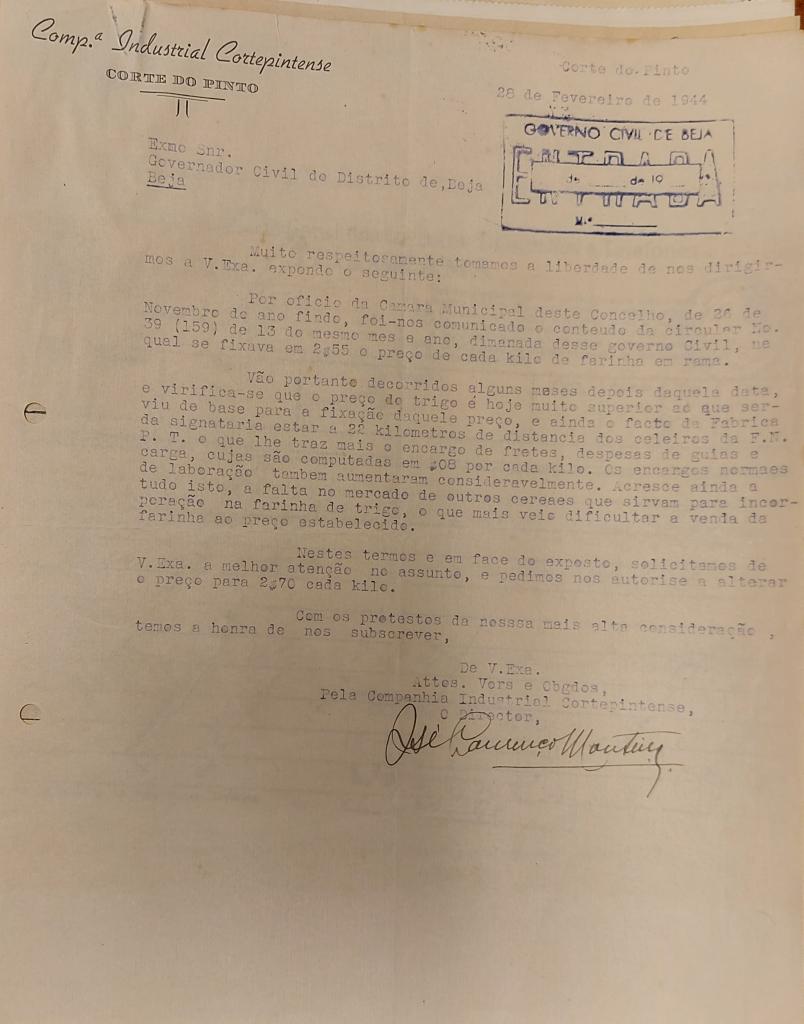 Comp.ª Industrial Cortepintense
CORTE DO PINTO
Corte do Pinto
28 de Fevereiro de 1944
GOVERNO CIVIL DE BEJA
ENTRADA
de de 19
N.º
Exmo Snr.
Governador Civil do Distrito de,Beja
Beja
Muito respeitosamente tomamos a liberdade de nos dirigir-
mos a V.Exa. expondo o seguinte:
Por oficio da Camara Municipal deste Concelho, de 26 de
Novembro do ano findo, foi-nos comunicado o conteudo da circular No.
39 (159) de 13 do mesmo mes e ano, dimanada desse governo Civil, na
qual se fixava em 2$55 o preço de cada kilo de farinha em rama.
Vão portanto decorridos alguns meses depois daquela data,
e virifica-se que o preço do trigo é hoje muito superior ao que ser-
viu de base para a fixação daquele preço, e ainda o facto da Fabrica
da signataria estar a 22 kilometros de distancia dos celeiros da F.N.
P. T. o que lhe traz mais o encargo de fretes, despesas de guias e
carga, cujas são computadas em $08 por cada kilo. Os encargos normaes
de laboração tambem aumentaram consideravelmente. Acresce ainda a
tudo isto, a falta no mercado de outros cereaes que sirvam para incor-
poração na farinha de trigo, o que mais veio dificultar a venda da
farinha ao preço estabelecido.
Nestes termos e em face do exposto, solicitamos de
V.Exa. a melhor atenção no assunto, e pedimos nos autorise a alterar
o preço para 2$70 cada kilo.
Com os protestos da nosssa mais alta consideração ,
temos a honra de nos subscrever,
De V.Exa.
Attos. Vors e Obgdos,
Pela Companhia Industrial Cortepintense,
O Director,
José Lourenço Monteiro